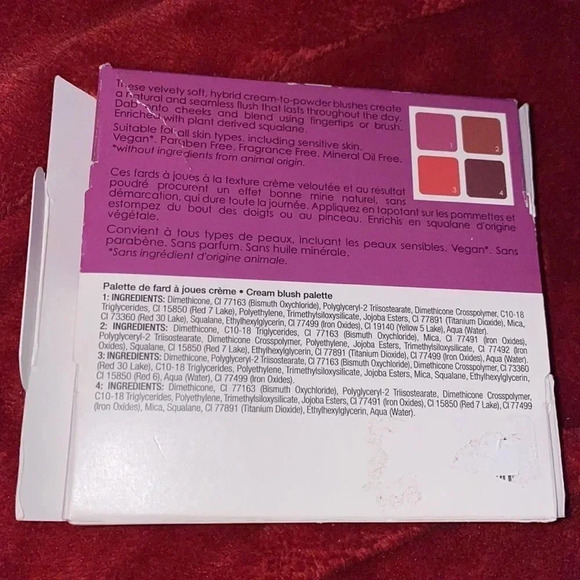 These velvety soft, hybrid cream-to-powder blushes create
a natural and seamless flush that lasts throughout the day.
Dab onto cheeks and blend using fingertips or brush.
Enriched with plant derived squalane.
Suitable for all skin types, including sensitive skin.
Vegan*. Paraben Free. Fragrance Free. Mineral Oil Free.
*without ingredients from animal origin.
1
2
3
4
Ces fards à joues à la texture crème veloutée et au résultat
poudré procurent un effet bonne mine naturel, sans
démarcation, qui dure toute la journée. Appliquez en tapotant sur les pommettes et
estompez du bout des doigts ou au pinceau. Enrichis en squalane d'origine
végétale.
Convient à tous types de peaux, incluant les peaux sensibles. Vegan*. Sans
parabène. Sans parfum. Sans huile minérale.
*Sans ingrédient d'origine animale.
Palette de fard à joues crème • Cream blush palette
1: INGREDIENTS: Dimethicone, CI 77163 (Bismuth Oxychloride), Polyglyceryl-2 Triisostearate, Dimethicone Crosspolymer, C10-18
Triglycerides, CI 15850 (Red 7 Lake), Polyethylene, Trimethylsiloxysilicate, Jojoba Esters, CI 77891 (Titanium Dioxide), Mica,
CI 73360 (Red 30 Lake), Squalane, Ethylhexylglycerin, CI 77499 (Iron Oxides), CI 19140 (Yellow 5 Lake), Aqua (Water).
2: INGREDIENTS: Dimethicone, C10-18 Triglycerides, CI 77163 (Bismuth Oxychloride), Mica, CI 77491 (Iron Oxides),
Polyglyceryl-2 Triisostearate, Dimethicone Crosspolymer, Polyethylene, Jojoba Esters, Trimethylsiloxysilicate, CI 77492 (Iron
Oxides), Squalane, CI 15850 (Red 7 Lake), Ethylhexylglycerin, CI 77891 (Titanium Dioxide), CI 77499 (Iron Oxides), Aqua (Water).
3: INGREDIENTS: Dimethicone, Polyglyceryl-2 Triisostearate, CI 77163 (Bismuth Oxychloride), Dimethicone Crosspolymer, CI 73360
(Red 30 Lake), C10-18 Triglycerides, Polyethylene, Trimethylsiloxysilicate, Jojoba Esters, Mica, Squalane, Ethylhexylglycerin,
CI 15850 (Red 6), Aqua (Water), CI 77499 (Iron Oxides).
4: INGREDIENTS: Dimethicone, CI 77163 (Bismuth Oxychloride), Polyglyceryl-2 Triisostearate, Dimethicone Crosspolymer,
C10-18 Triglycerides, Polyethylene, Trimethylsiloxysilicate, Jojoba Esters, CI 77491 (Iron Oxides), CI 15850 (Red 7 Lake), CI 77499
(Iron Oxides), Mica, Squalane, CI 77891 (Titanium Dioxide), Ethylhexylglycerin, Aqua (Water).